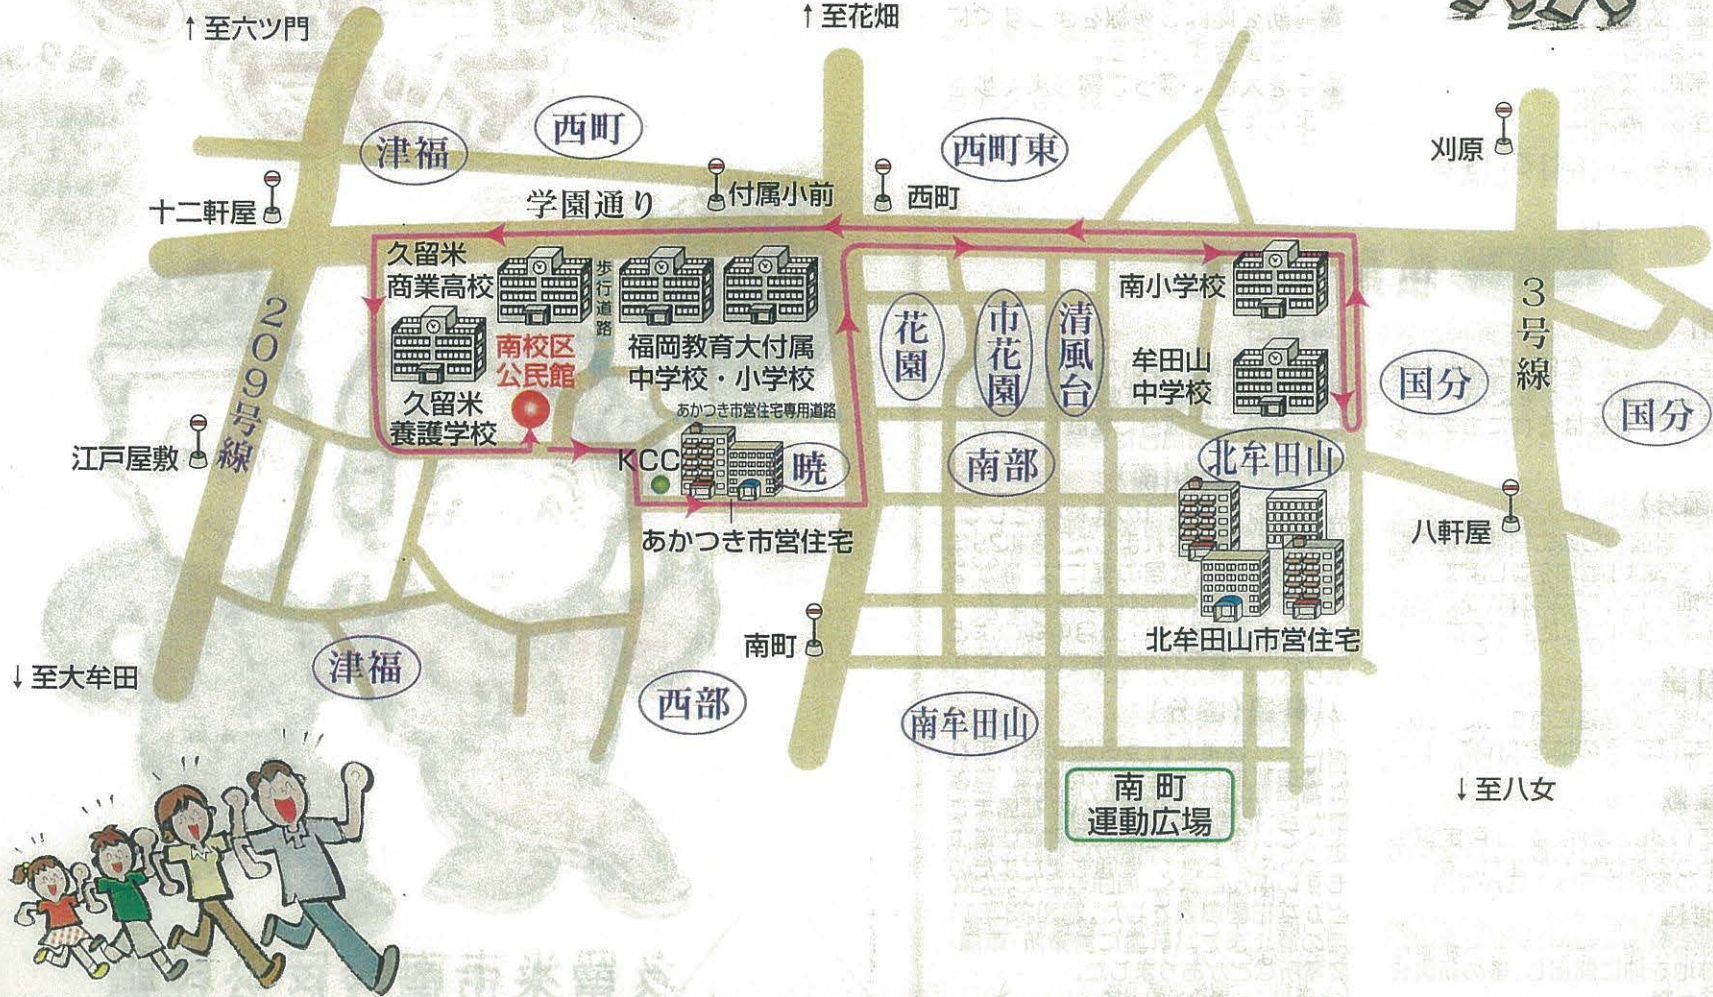 ↑至六ツ門
↑至花畑
津福
西町
西町東
刈原
十二軒屋
学園通り
付属小前
西町
久留米
商業高校
歩行道路
南小学校
3号線
209号線
南校区
公民館
福岡教育大付属
中学校・小学校
花園
市花園
清風台
牟田山
中学校
国分
国分
久留米
養護学校
あかつき市営住宅専用道路
江戸屋敷
KCC
暁
南部
北牟田山
あかつき市営住宅
八軒屋
南町
北牟田山市営住宅
↓至大牟田
津福
西部
南牟田山
南町
運動広場
↓至八女